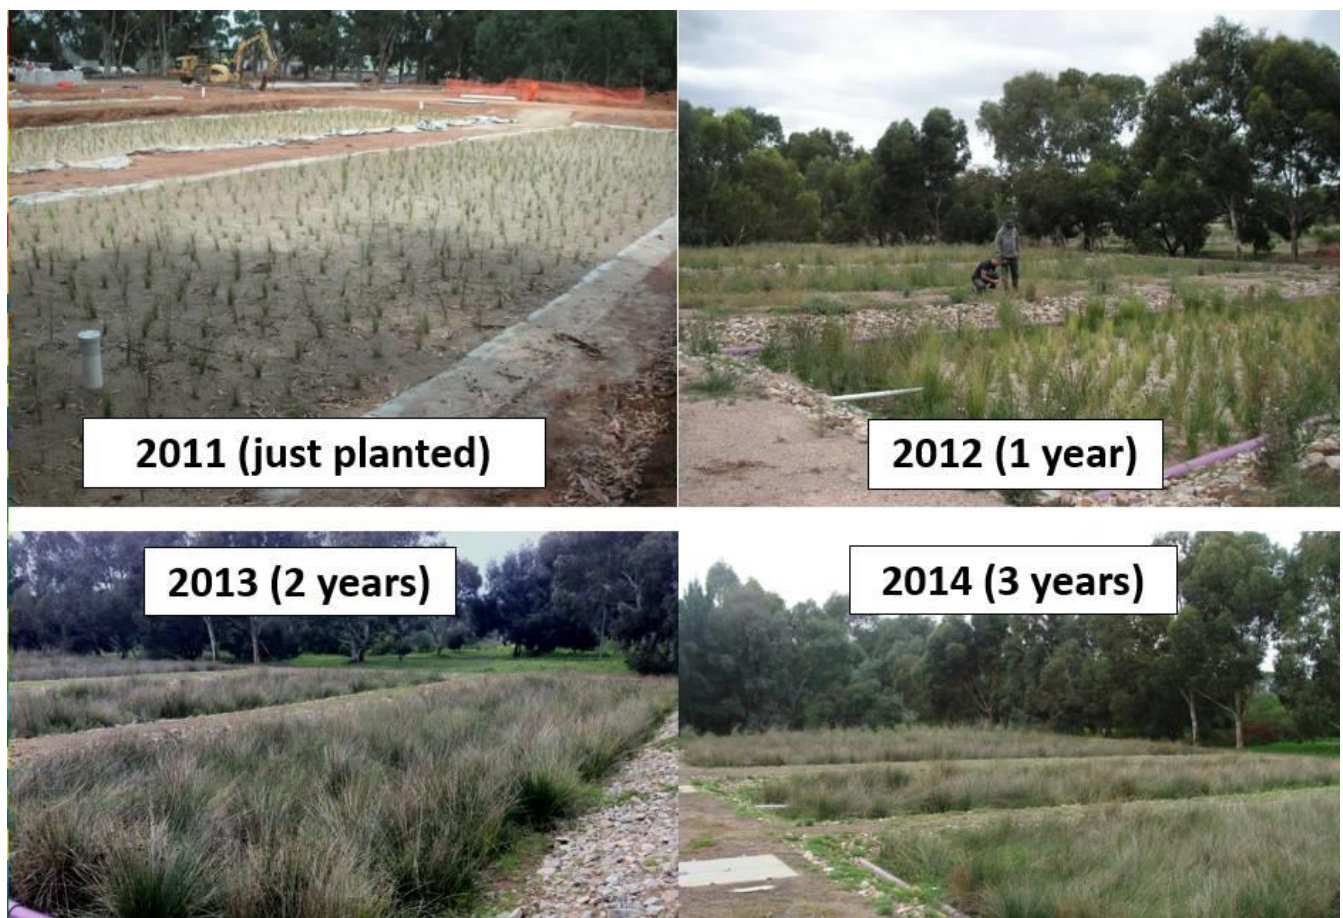 2011 (just planted)
2012 (1 year)
2013 (2 years)
2014 (3 years)